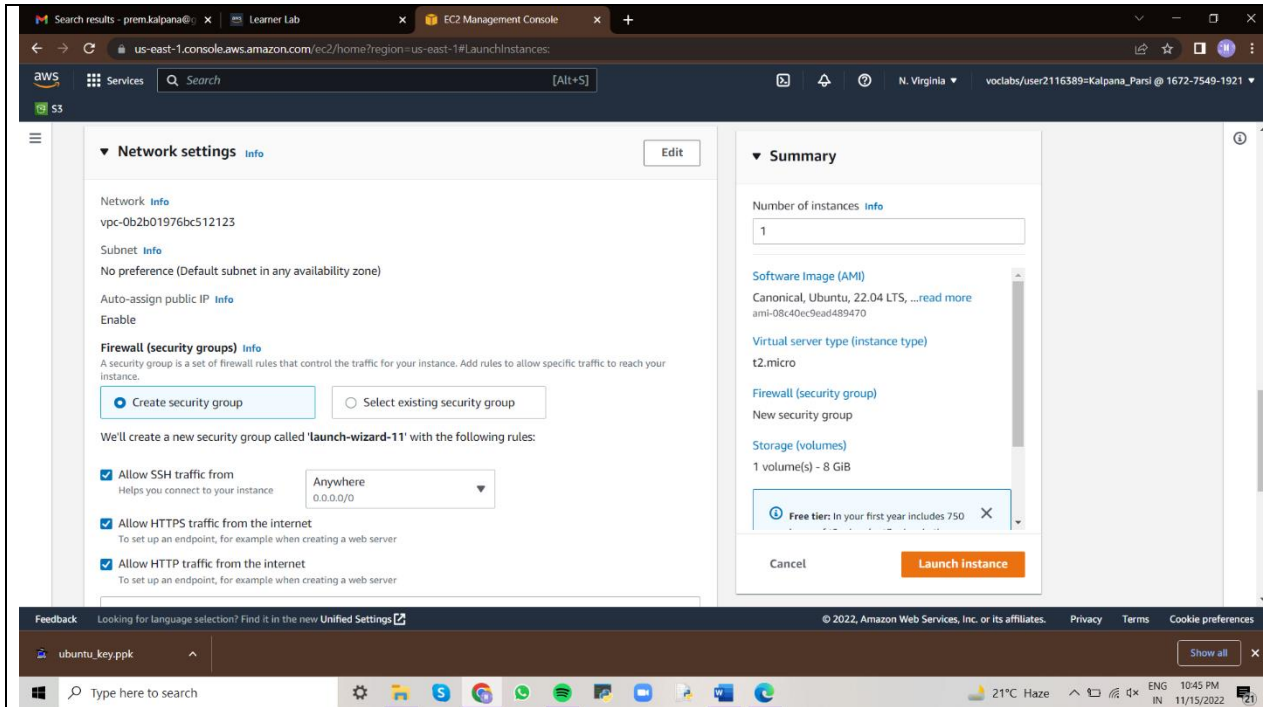 Search results - prem.kalpana@g
Learner Lab
EC2 Management Console
us-east-1.console.aws.amazon.com/ec2/home?region=us-east-1#LaunchInstances:
aws Services Search [Alt+S] N. Virginia voclabs/user2116389=Kalpana_Parsi @ 1672-7549-1921
S3
Network settings Info
Edit
Network Info
vpc-0b2b01976bc512123
Subnet Info
No preference (Default subnet in any availability zone)
Auto-assign public IP Info
Enable
Firewall (security groups) Info
A security group is a set of firewall rules that control the traffic for your instance. Add rules to allow specific traffic to reach your
instance.
Create security group
Select existing security group
We'll create a new security group called 'launch-wizard-11' with the following rules:
Allow SSH traffic from
Helps you connect to your instance
Anywhere
0.0.0.0/0
Allow HTTPS traffic from the internet
To set up an endpoint, for example when creating a web server
Allow HTTP traffic from the internet
To set up an endpoint, for example when creating a web server
Summary
Number of instances Info
1
Software Image (AMI)
Canonical, Ubuntu, 22.04 LTS, ...read more
ami-08c40ec9ead489470
Virtual server type (instance type)
t2.micro
Firewall (security group)
New security group
Storage (volumes)
1 volume(s) - 8 GiB
Free tier: In your first year includes 750
Cancel
Launch instance
Feedback Looking for language selection? Find it in the new Unified Settings © 2022, Amazon Web Services, Inc. or its affiliates. Privacy Terms Cookie preferences
ubuntu_key.ppk
Show all
Type here to search
21°C Haze
ENG
IN
10:45 PM
11/15/2022
21